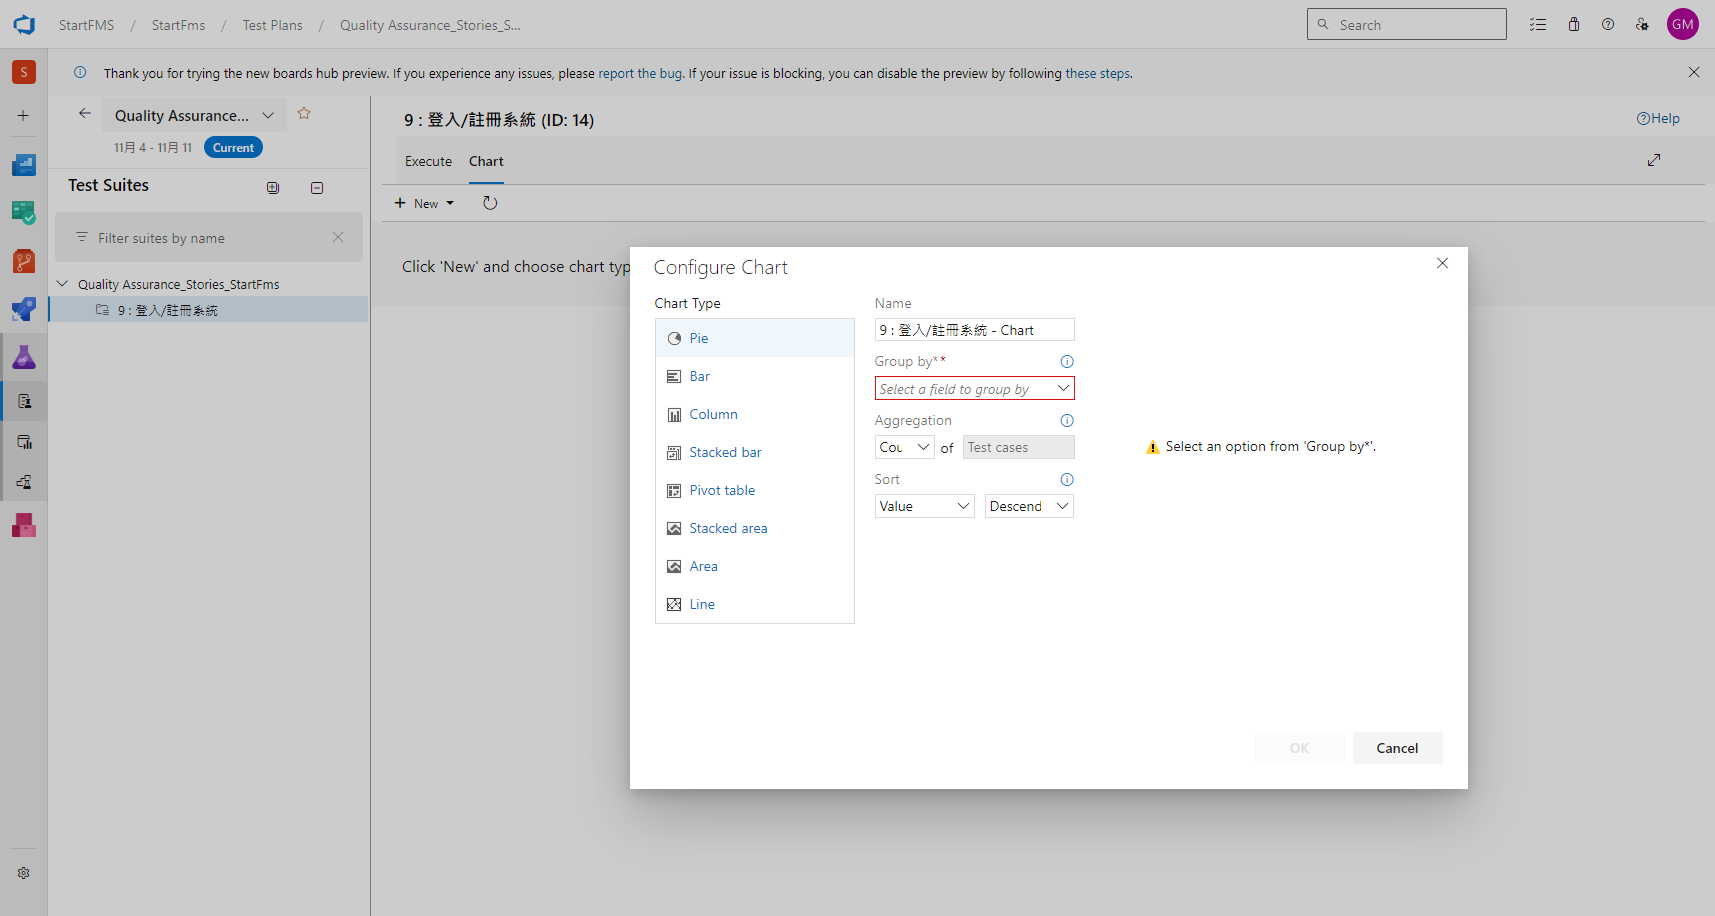 StartFMS / StartFms / Test Plans / Quality Assurance_Stories_S...
Search
GM
S
Thank you for trying the new boards hub preview. If you experience any issues, please report the bug. If your issue is blocking, you can disable the preview by following these steps.
Quality Assurance...
11月 4 - 11月 11
Current
Test Suites
Filter suites by name
Quality Assurance_Stories_StartFms
9 : 登入/註冊系統
9 : 登入/註冊系統 (ID: 14)
Help
Execute
Chart
New
Click 'New' and choose chart typ
Configure Chart
Chart Type
Pie
Bar
Column
Stacked bar
Pivot table
Stacked area
Area
Line
Name
9 : 登入/註冊系統 - Chart
Group by**
Select a field to group by
Aggregation
Cou of Test cases
Sort
Value
Descend
Select an option from 'Group by*'.
OK
Cancel